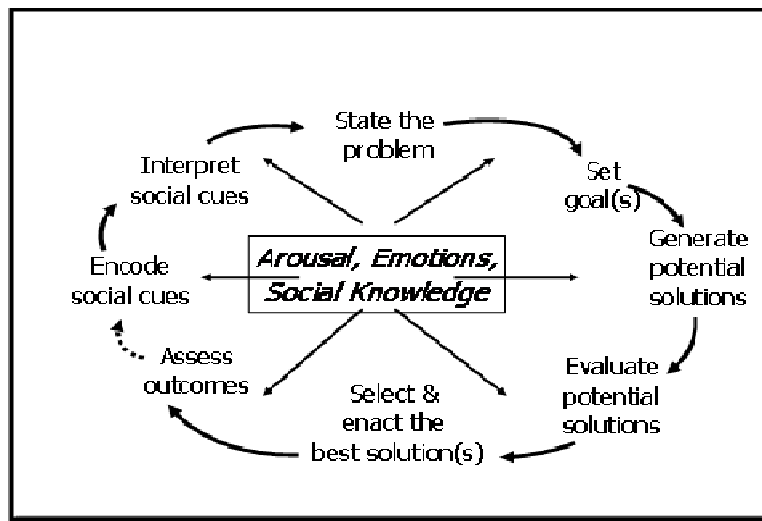 State the
problem
Set
goal(s)
Generate
potential
solutions
Evaluate
potential
solutions
Select &
enact the
best solution(s)
Assess
outcomes
Encode
social cues
Interpret
social cues
Arousal, Emotions,
Social Knowledge